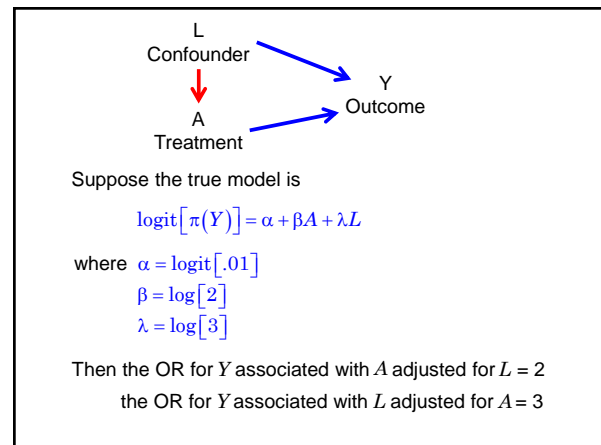 L
Confounder
Y
Outcome
A
Treatment
Suppose the true model is
logit[π(Y)] = α + βA + λL
where α = logit[.01]
β = log[2]
λ = log[3]
Then the OR for Y associated with A adjusted for L = 2
the OR for Y associated with L adjusted for A = 3